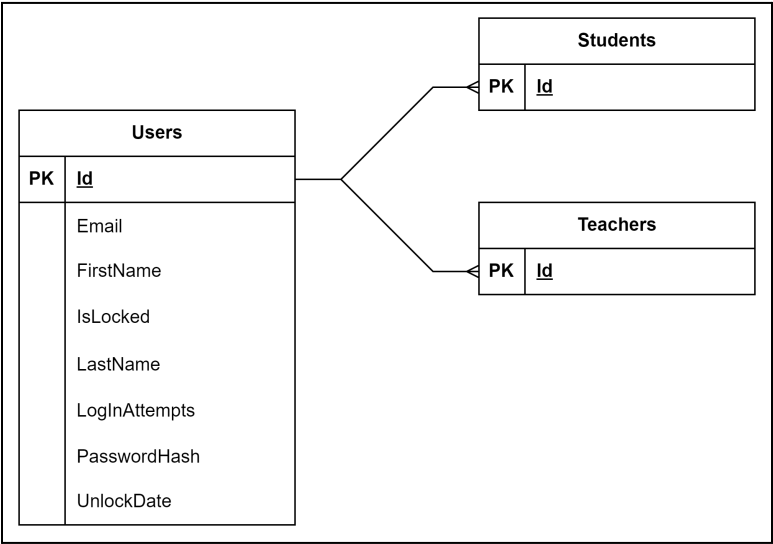 Users
PK Id
Email
FirstName
IsLocked
LastName
LogInAttempts
PasswordHash
UnlockDate
Students
PK Id
Teachers
PK Id